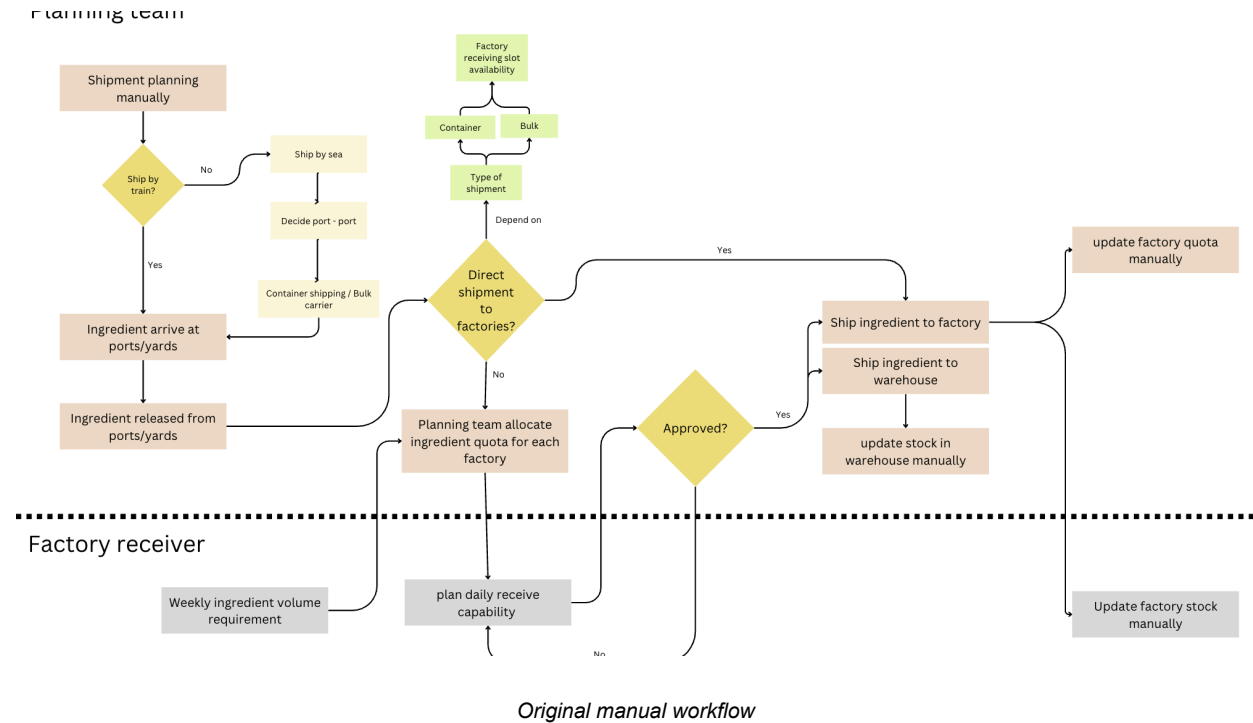 Planning team
Factory
receiving slot
availability
Shipment planning
manually
Container
Bulk
Ship by
train?
No
Ship by sea
Type of
shipment
Decide port - port
Depend on
Yes
Container shipping / Bulk
carrier
Direct
shipment
to
factories?
Yes
update factory quota
manually
Ingredient arrive at
ports/yards
Ship ingredient to factory
Ship ingredient to
warehouse
No
Ingredient released from
ports/yards
Planning team allocate
ingredient quota for each
factory
Approved?
Yes
update stock in
warehouse manually
Factory receiver
Weekly ingredient volume
requirement
plan daily receive
capability
Update factory stock
manually
No
Original manual workflow